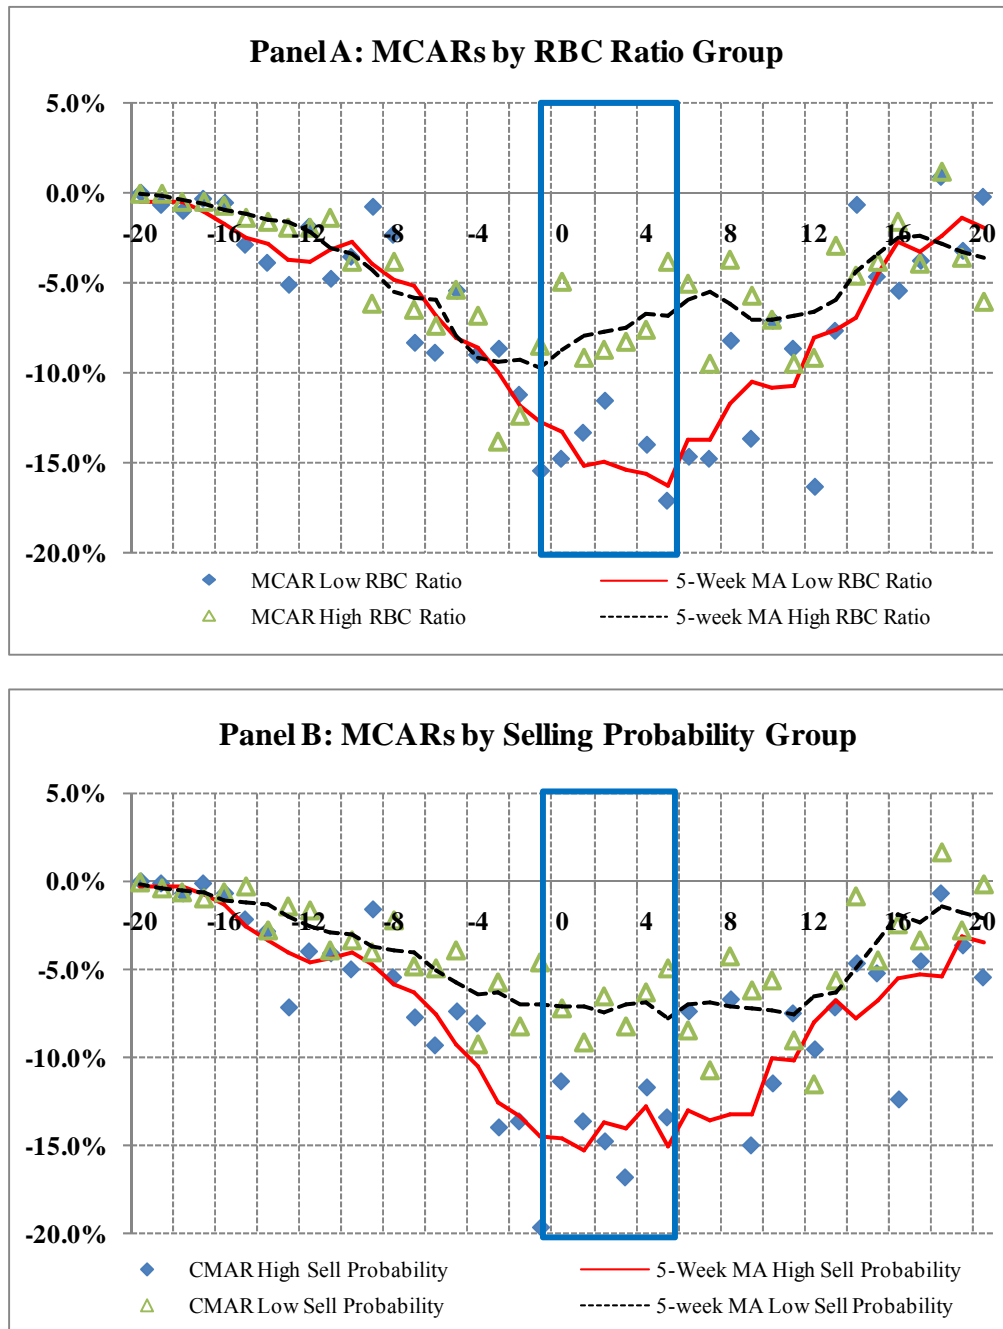 Panel A: MCARs by RBC Ratio Group
5.0%
0.0%
-20 -16 -12 -8 -4 0 4 8 12 16 20
-5.0%
-10.0%
-15.0%
-20.0%
MCAR Low RBC Ratio 5-Week MA Low RBC Ratio
MCAR High RBC Ratio 5-week MA High RBC Ratio
Panel B: MCARs by Selling Probability Group
5.0%
0.0%
-20 -16 -12 -8 -4 0 4 8 12 16 20
-5.0%
-10.0%
-15.0%
-20.0%
CMAR High Sell Probability 5-Week MA High Sell Probability
CMAR Low Sell Probability 5-week MA Low Sell Probability